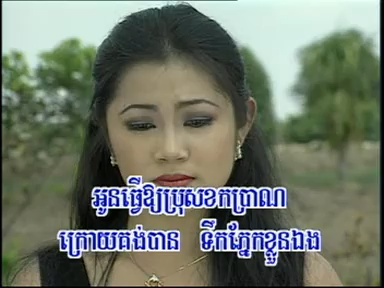 អូនធ្វើឱ្យប្រុសខកប្រាណ
ក្រោយគង់បាន ទឹកភ្នែកខ្លួនឯង